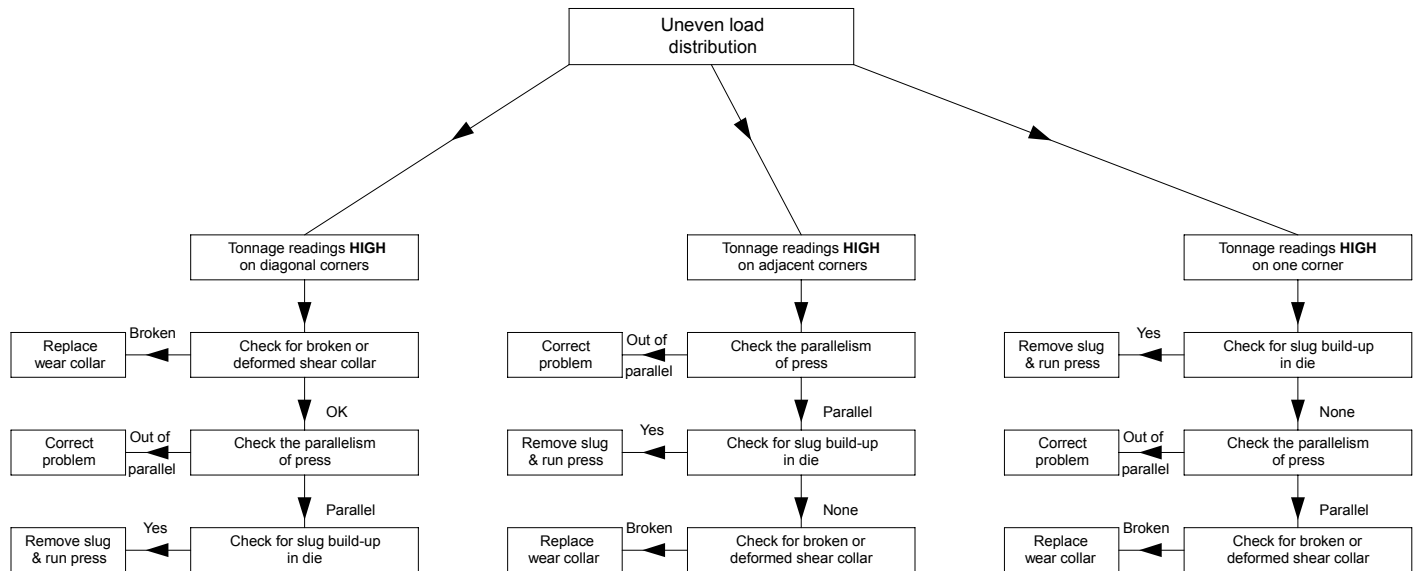 Uneven load
distribution
Tonnage readings HIGH
on diagonal corners
Tonnage readings HIGH
on adjacent corners
Tonnage readings HIGH
on one corner
Replace
wear collar
Broken
Check for broken or
deformed shear collar
Correct
problem
Out of
parallel
Check the parallelism
of press
Remove slug
& run press
Yes
Check for slug build-up
in die
OK
Parallel
None
Correct
problem
Out of
parallel
Check the parallelism
of press
Remove slug
& run press
Yes
Check for slug build-up
in die
Correct
problem
Out of
parallel
Check the parallelism
of press
Parallel
None
Parallel
Remove slug
& run press
Yes
Check for slug build-up
in die
Replace
wear collar
Broken
Check for broken or
deformed shear collar
Replace
wear collar
Broken
Check for broken or
deformed shear collar